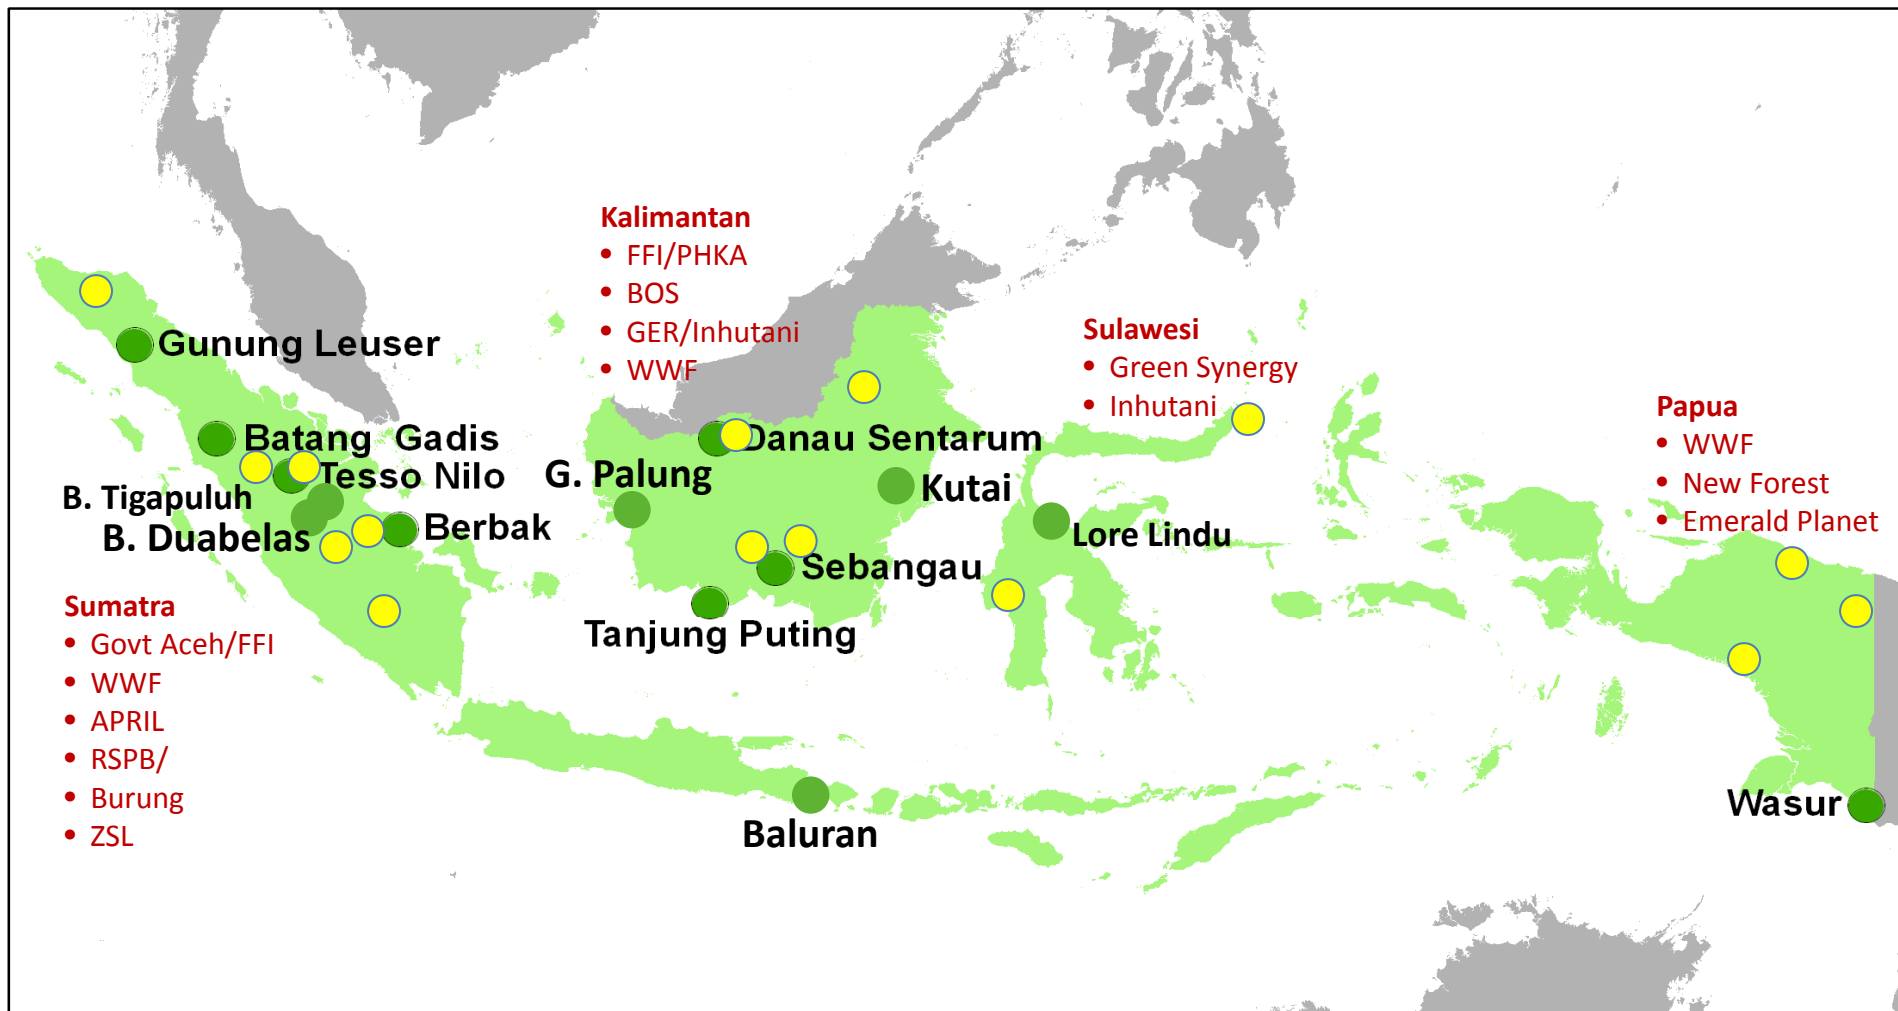 Kalimantan
• FFI/PHKA
• BOS
• GER/Inhutani
• WWF
Sulawesi
• Green Synergy
• Inhutani
Papua
• WWF
• New Forest
• Emerald Planet
Gunung Leuser
Batang Gadis
Tesso Nilo
B. Tigapuluh
B. Duabelas
Berbak
Danau Sentarum
G. Palung
Kutai
Lore Lindu
Sebangau
Tanjung Puting
Sumatra
• Govt Aceh/FFI
• WWF
• APRIL
• RSPB/
• Burung
• ZSL
Baluran
Wasur